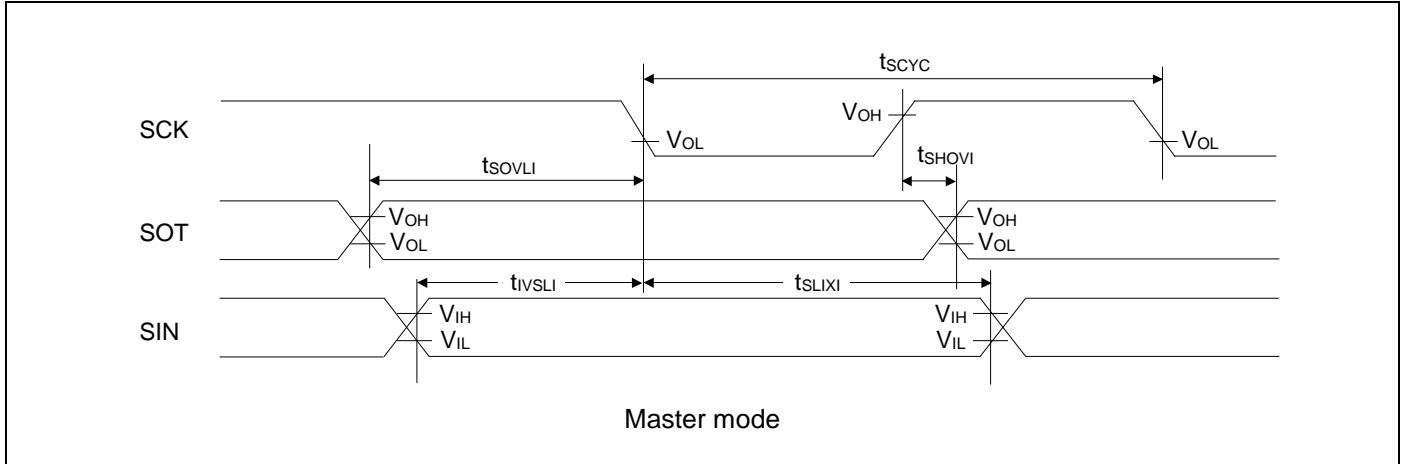 tSCYC
SCK
VOH
VOL
VOL
tSHOVI
tSOVLI
SOT
VOH
VOL
VOH
VOL
tIVSLI
tSLIXI
SIN
VIH
VIL
VIH
VIL
Master mode